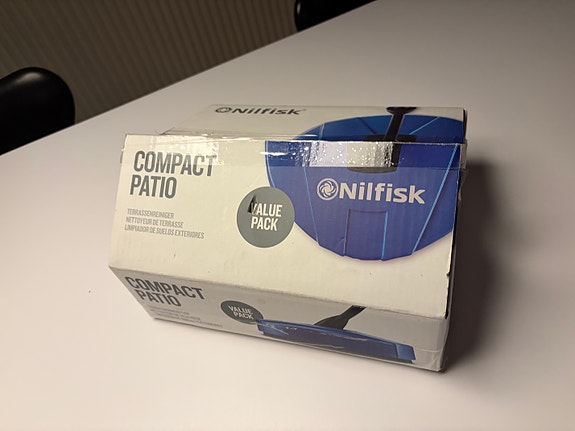 Nilfisk
COMPACT
PATIO
TERRASSENREINIGER
NETTOYEUR DE TERRASSE
LIMPIADOR DE SUELOS EXTERIORES
VALUE
PACK
Nilfisk
COMPACT
PATIO
VALUE
PACK